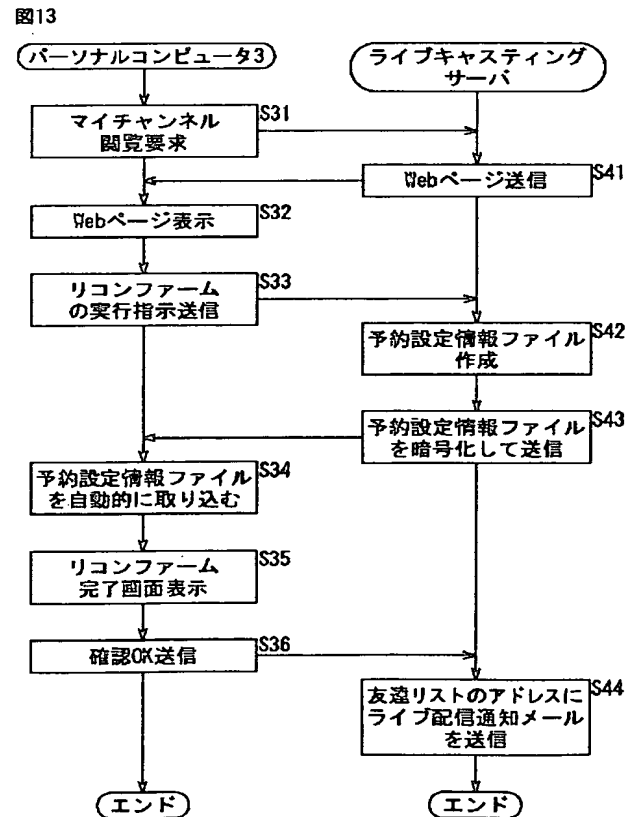 図13
パーソナルコンピュータ3
ライブキャスティング
サーバ
マイチャンネル
閲覧要求
S31
Webページ送信
S41
Webページ表示
S32
リコンファーム
の実行指示送信
S33
予約設定情報ファイル
作成
S42
予約設定情報ファイル
を暗号化して送信
S43
予約設定情報ファイル
を自動的に取り込む
S34
リコンファーム
完了画面表示
S35
確認OK送信
S36
友達リストのアドレスに
ライブ配信通知メール
を送信
S44
エンド
エンド